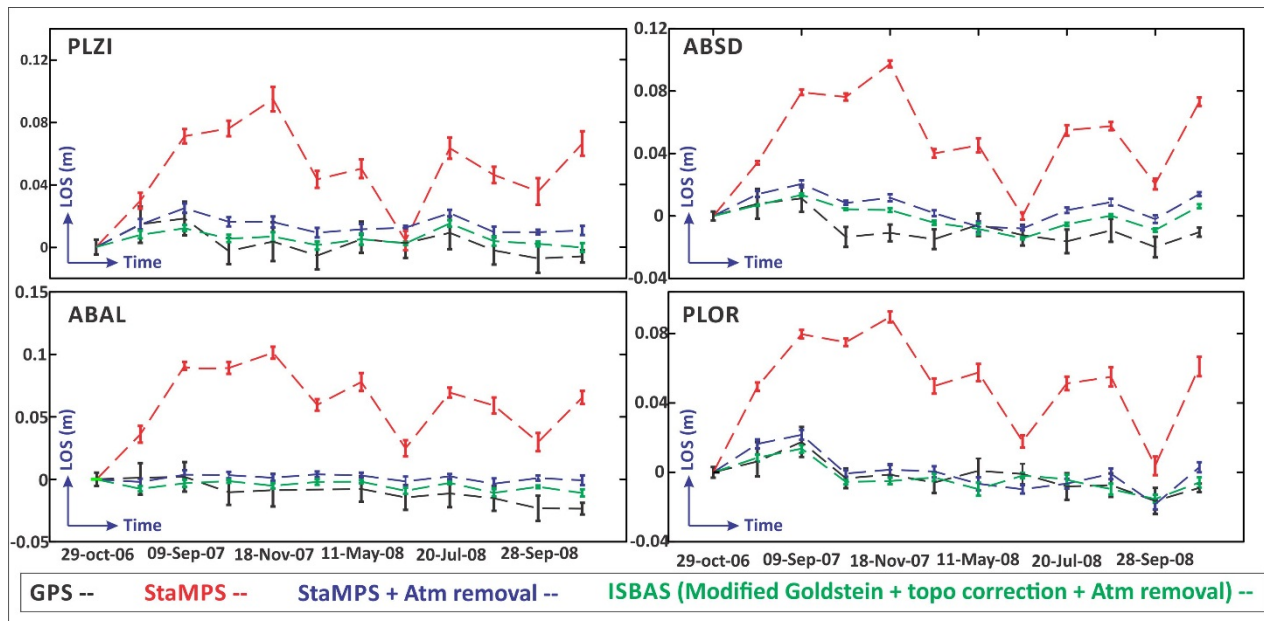 PLZI
0.12
0.08
0.04
0
LOS (m)
Time
ABSD
0.12
0.08
0.04
0
-0.04
LOS (m)
Time
ABAL
0.15
0.1
0.05
0
-0.05
LOS (m)
Time
29-oct-06 09-Sep-07 18-Nov-07 11-May-08 20-Jul-08 28-Sep-08
PLOR
0.08
0.04
0
-0.04
LOS (m)
Time
29-oct-06 09-Sep-07 18-Nov-07 11-May-08 20-Jul-08 28-Sep-08
GPS -- StaMPS -- StaMPS + Atm removal -- ISBAS (Modified Goldstein + topo correction + Atm removal) --